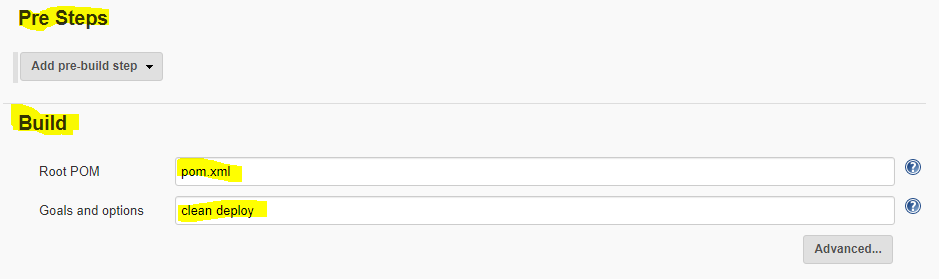 Pre Steps
Add pre-build step
Build
Root POM pom.xml
Goals and options clean deploy
Advanced...